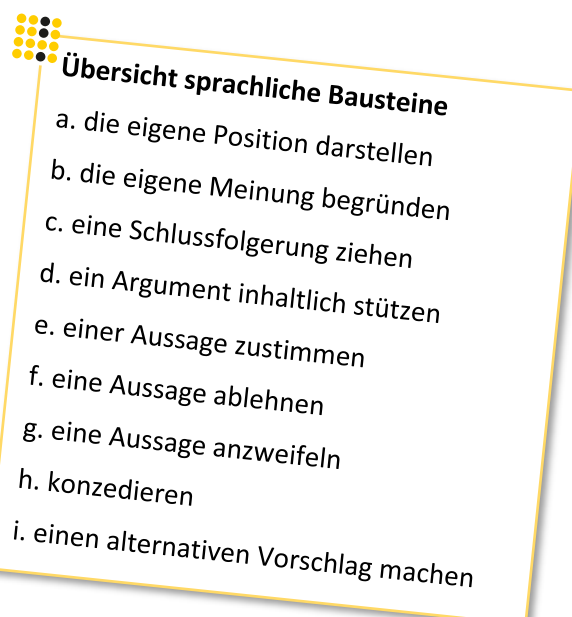 Übersicht sprachliche Bausteine
a. die eigene Position darstellen
b. die eigene Meinung begründen
c. eine Schlussfolgerung ziehen
d. ein Argument inhaltlich stützen
e. einer Aussage zustimmen
f. eine Aussage ablehnen
g. eine Aussage anzweifeln
h. konzedieren
i. einen alternativen Vorschlag machen